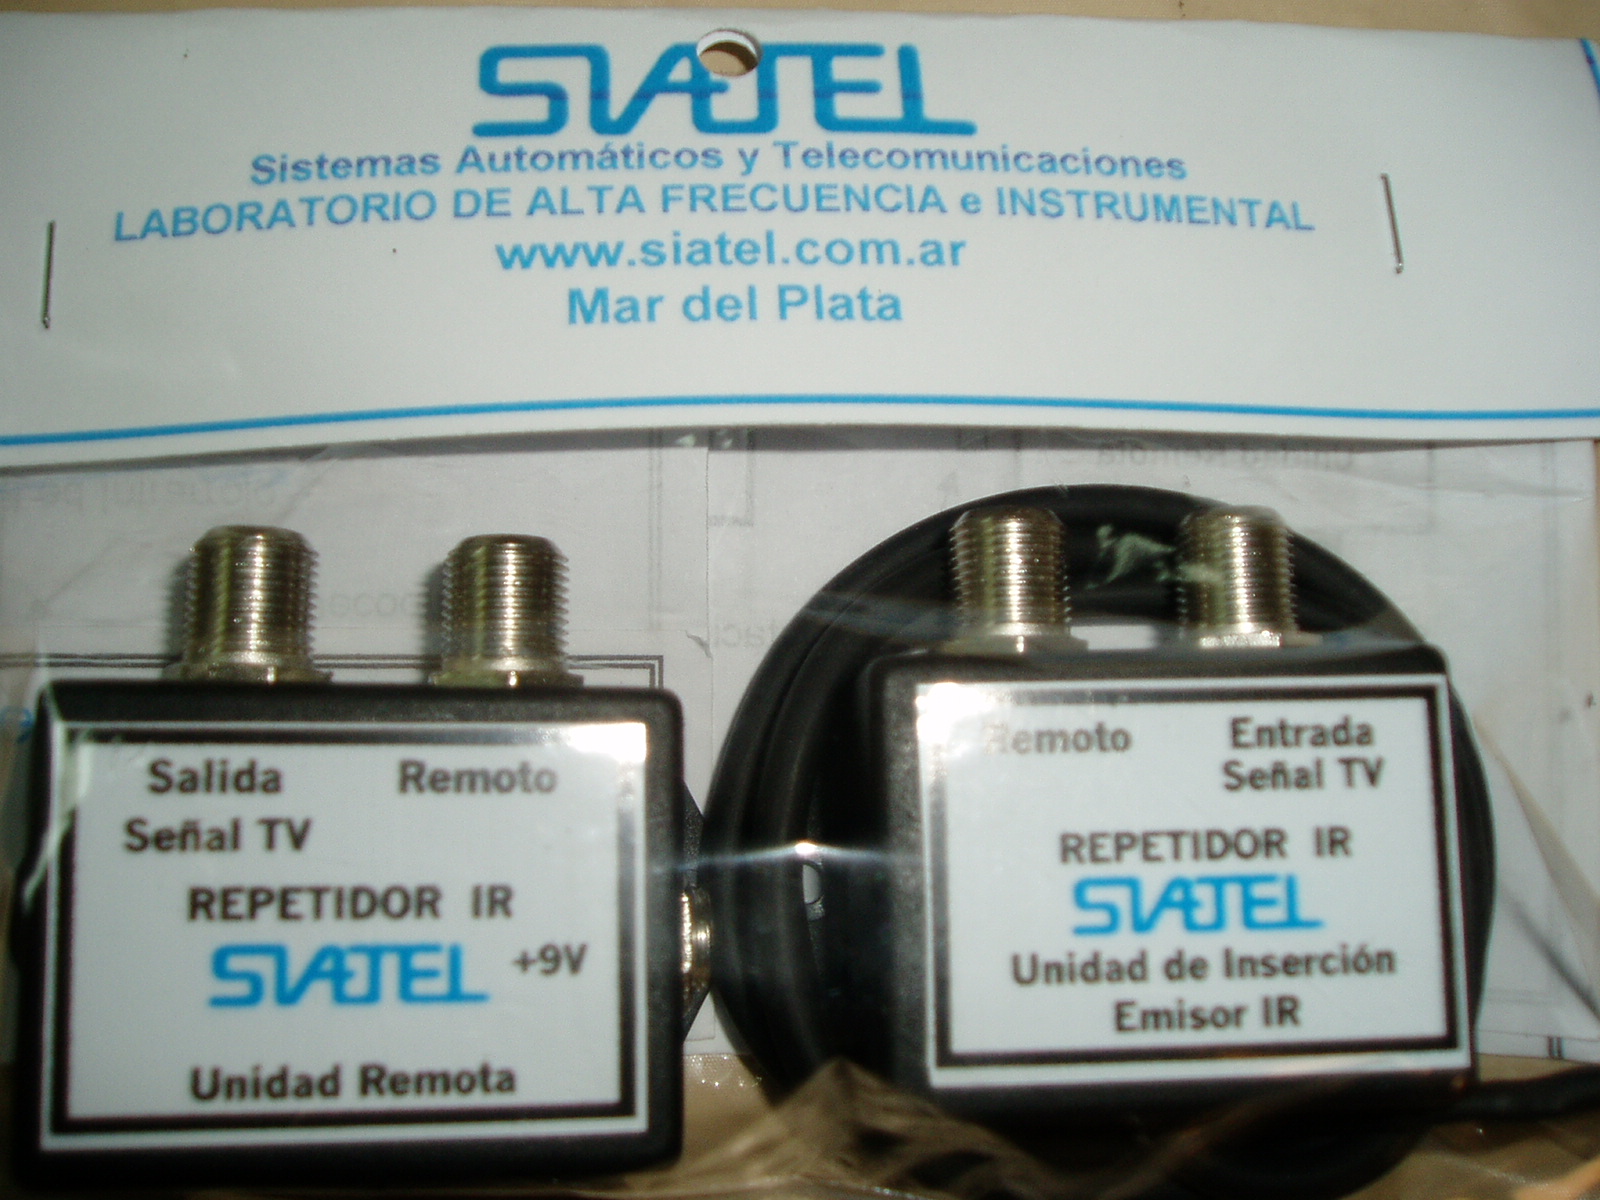 SIATEL
Sistemas Automáticos y Telecomunicaciones
LABORATORIO DE ALTA FRECUENCIA e INSTRUMENTAL
www.siatel.com.ar
Mar del Plata
Salida Remoto
Señal TV
REPETIDOR IR
SIATEL +9V
Unidad Remota
Remoto Entrada
Señal TV
REPETIDOR IR
SIATEL
Unidad de Inserción
Emisor IR